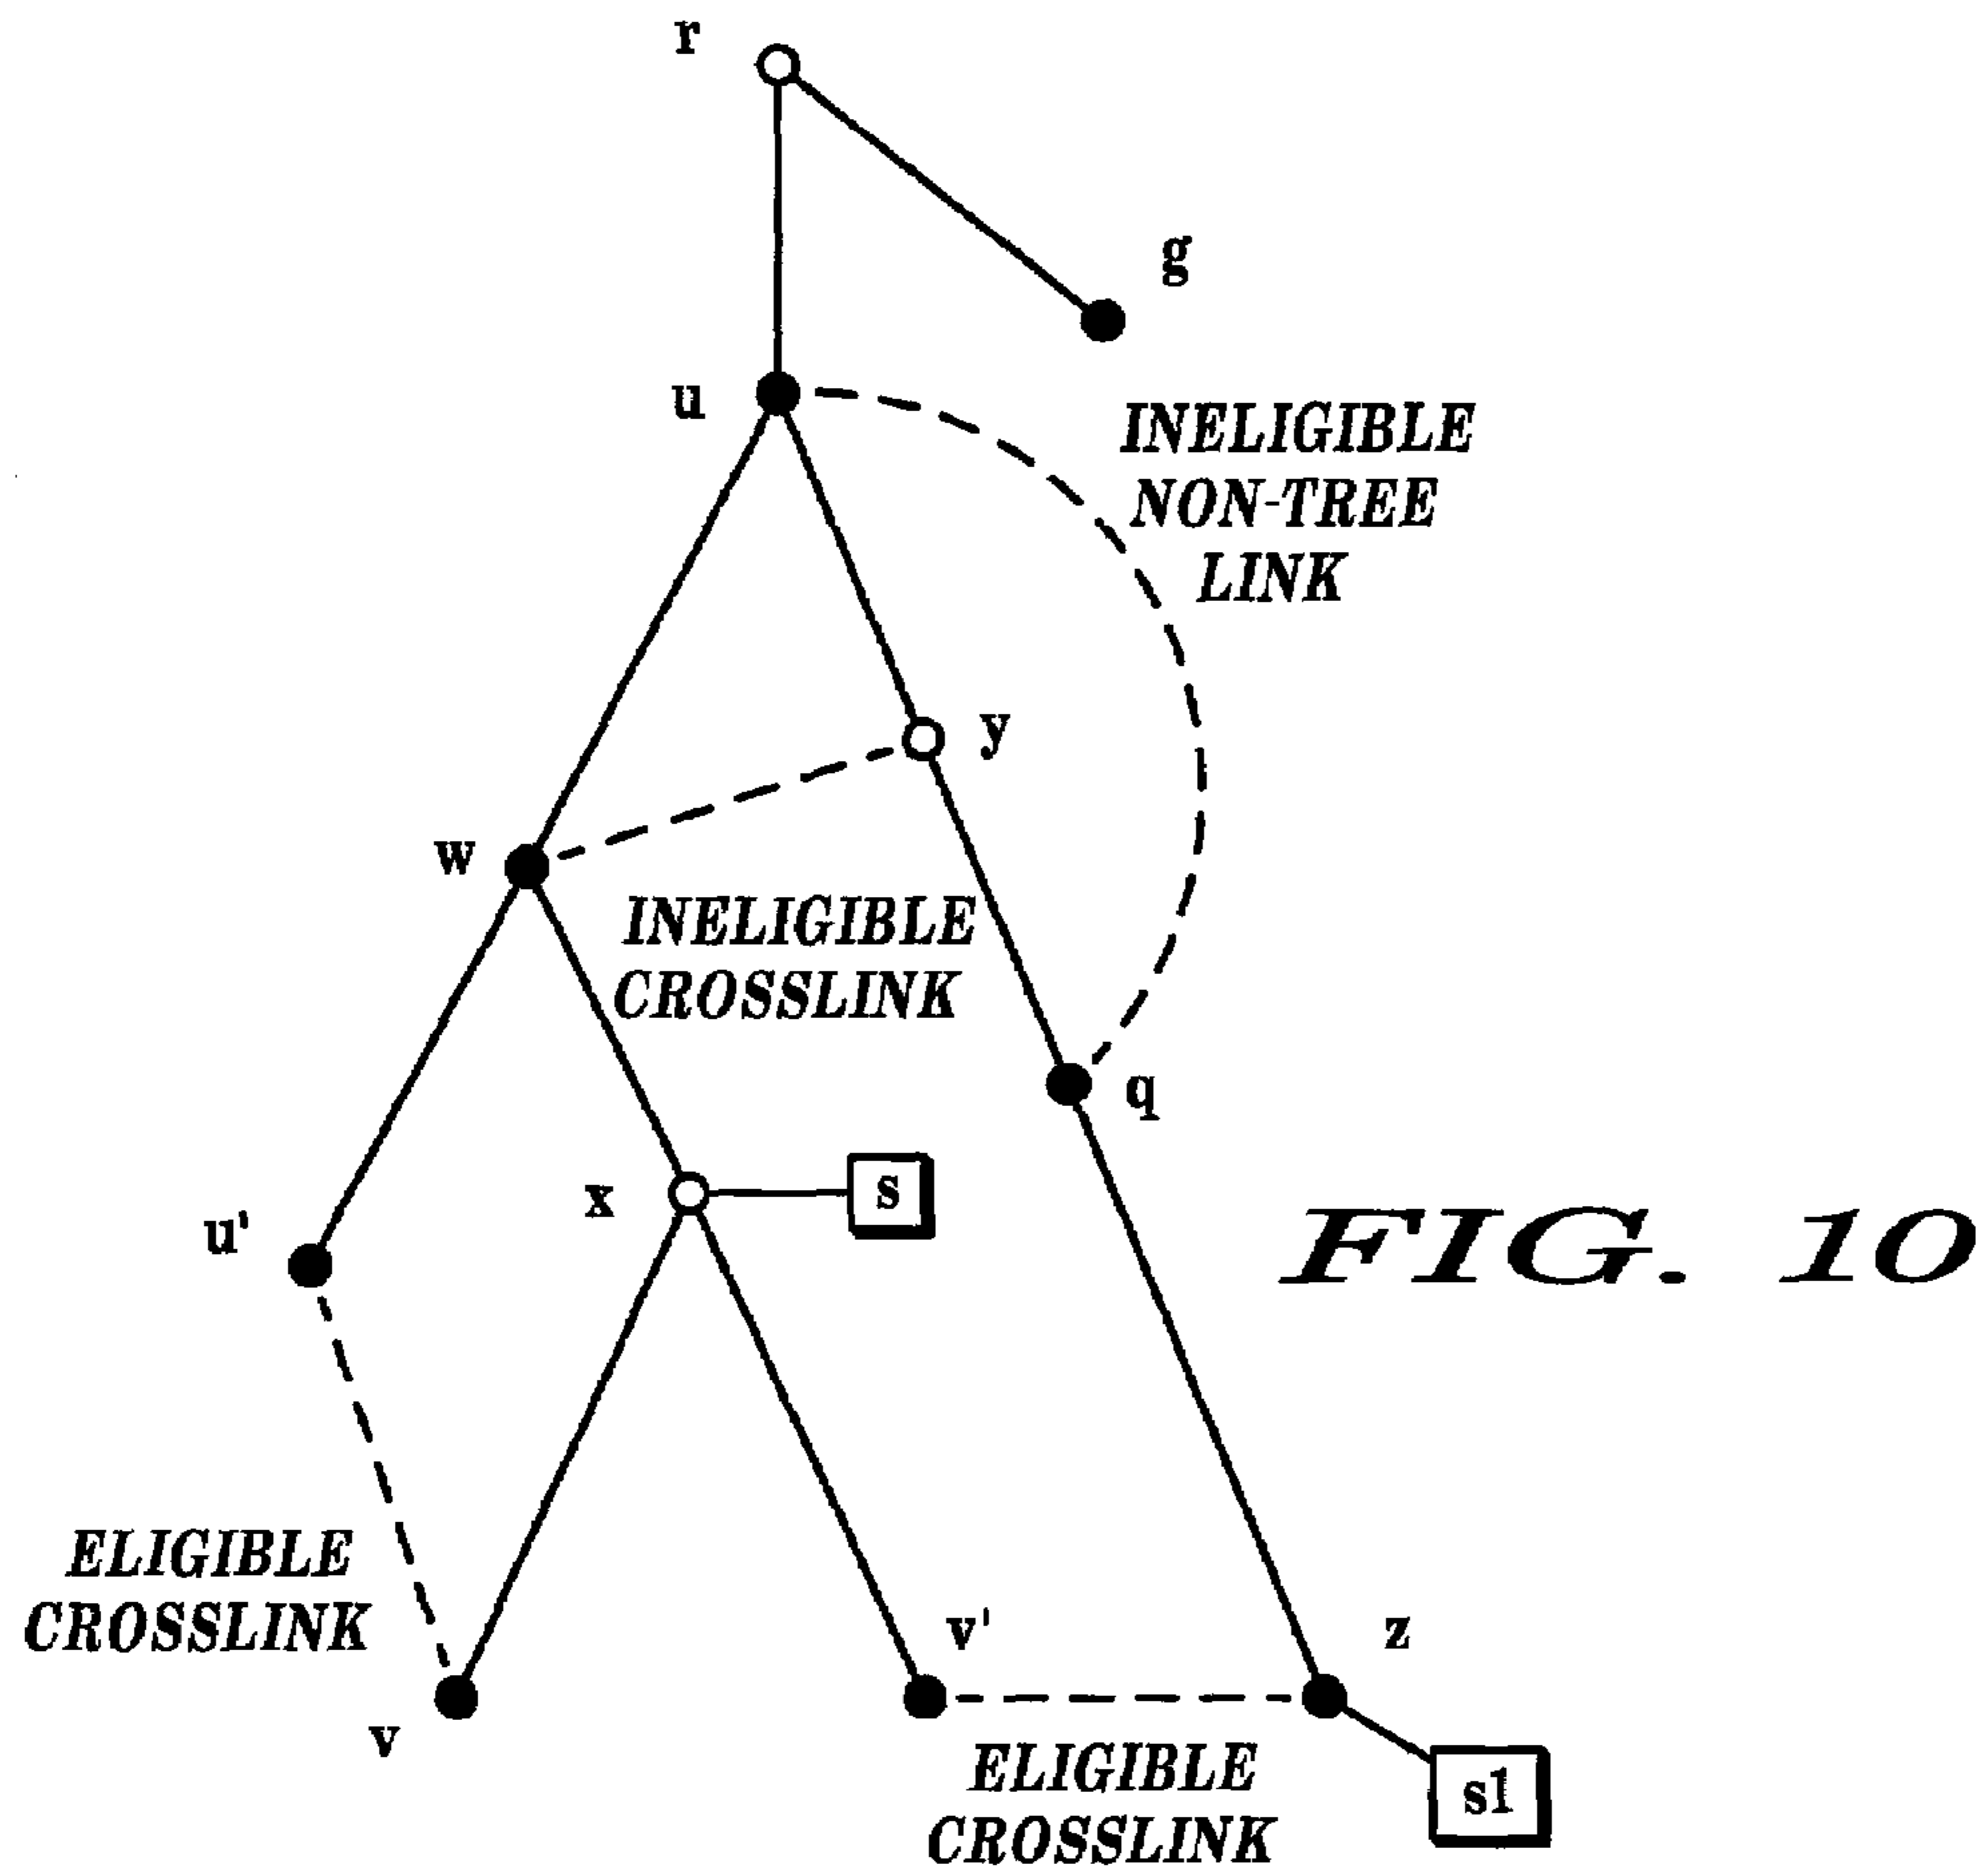 r
g
u
INELIGIBLE
NON-TREE
LINK
y
w
INELIGIBLE
CROSSLINK
q
x
s
u'
FIG. 10
ELIGIBLE
CROSSLINK
v'
z
v
ELIGIBLE
CROSSLINK
s1